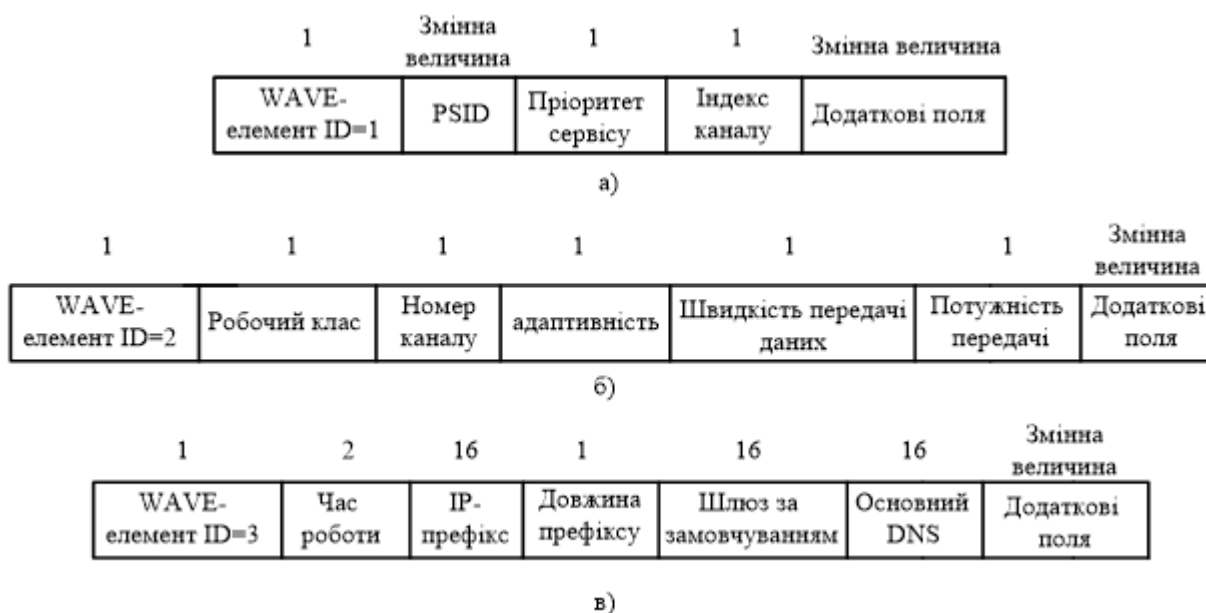 1 Змінна величина 1 1 Змінна величина
WAVE-елемент ID=1 PSID Пріоритет сервісу Індекс каналу Додаткові поля
а)
1 1 1 1 1 1 Змінна величина
WAVE-елемент ID=2 Робочий клас Номер каналу адаптивність Швидкість передачі даних Потужність передачі Додаткові поля
б)
1 2 16 1 16 16 Змінна величина
WAVE-елемент ID=3 Час роботи IP-префікс Довжина префіксу Шлюз за замовчуванням Основний DNS Додаткові поля
в)